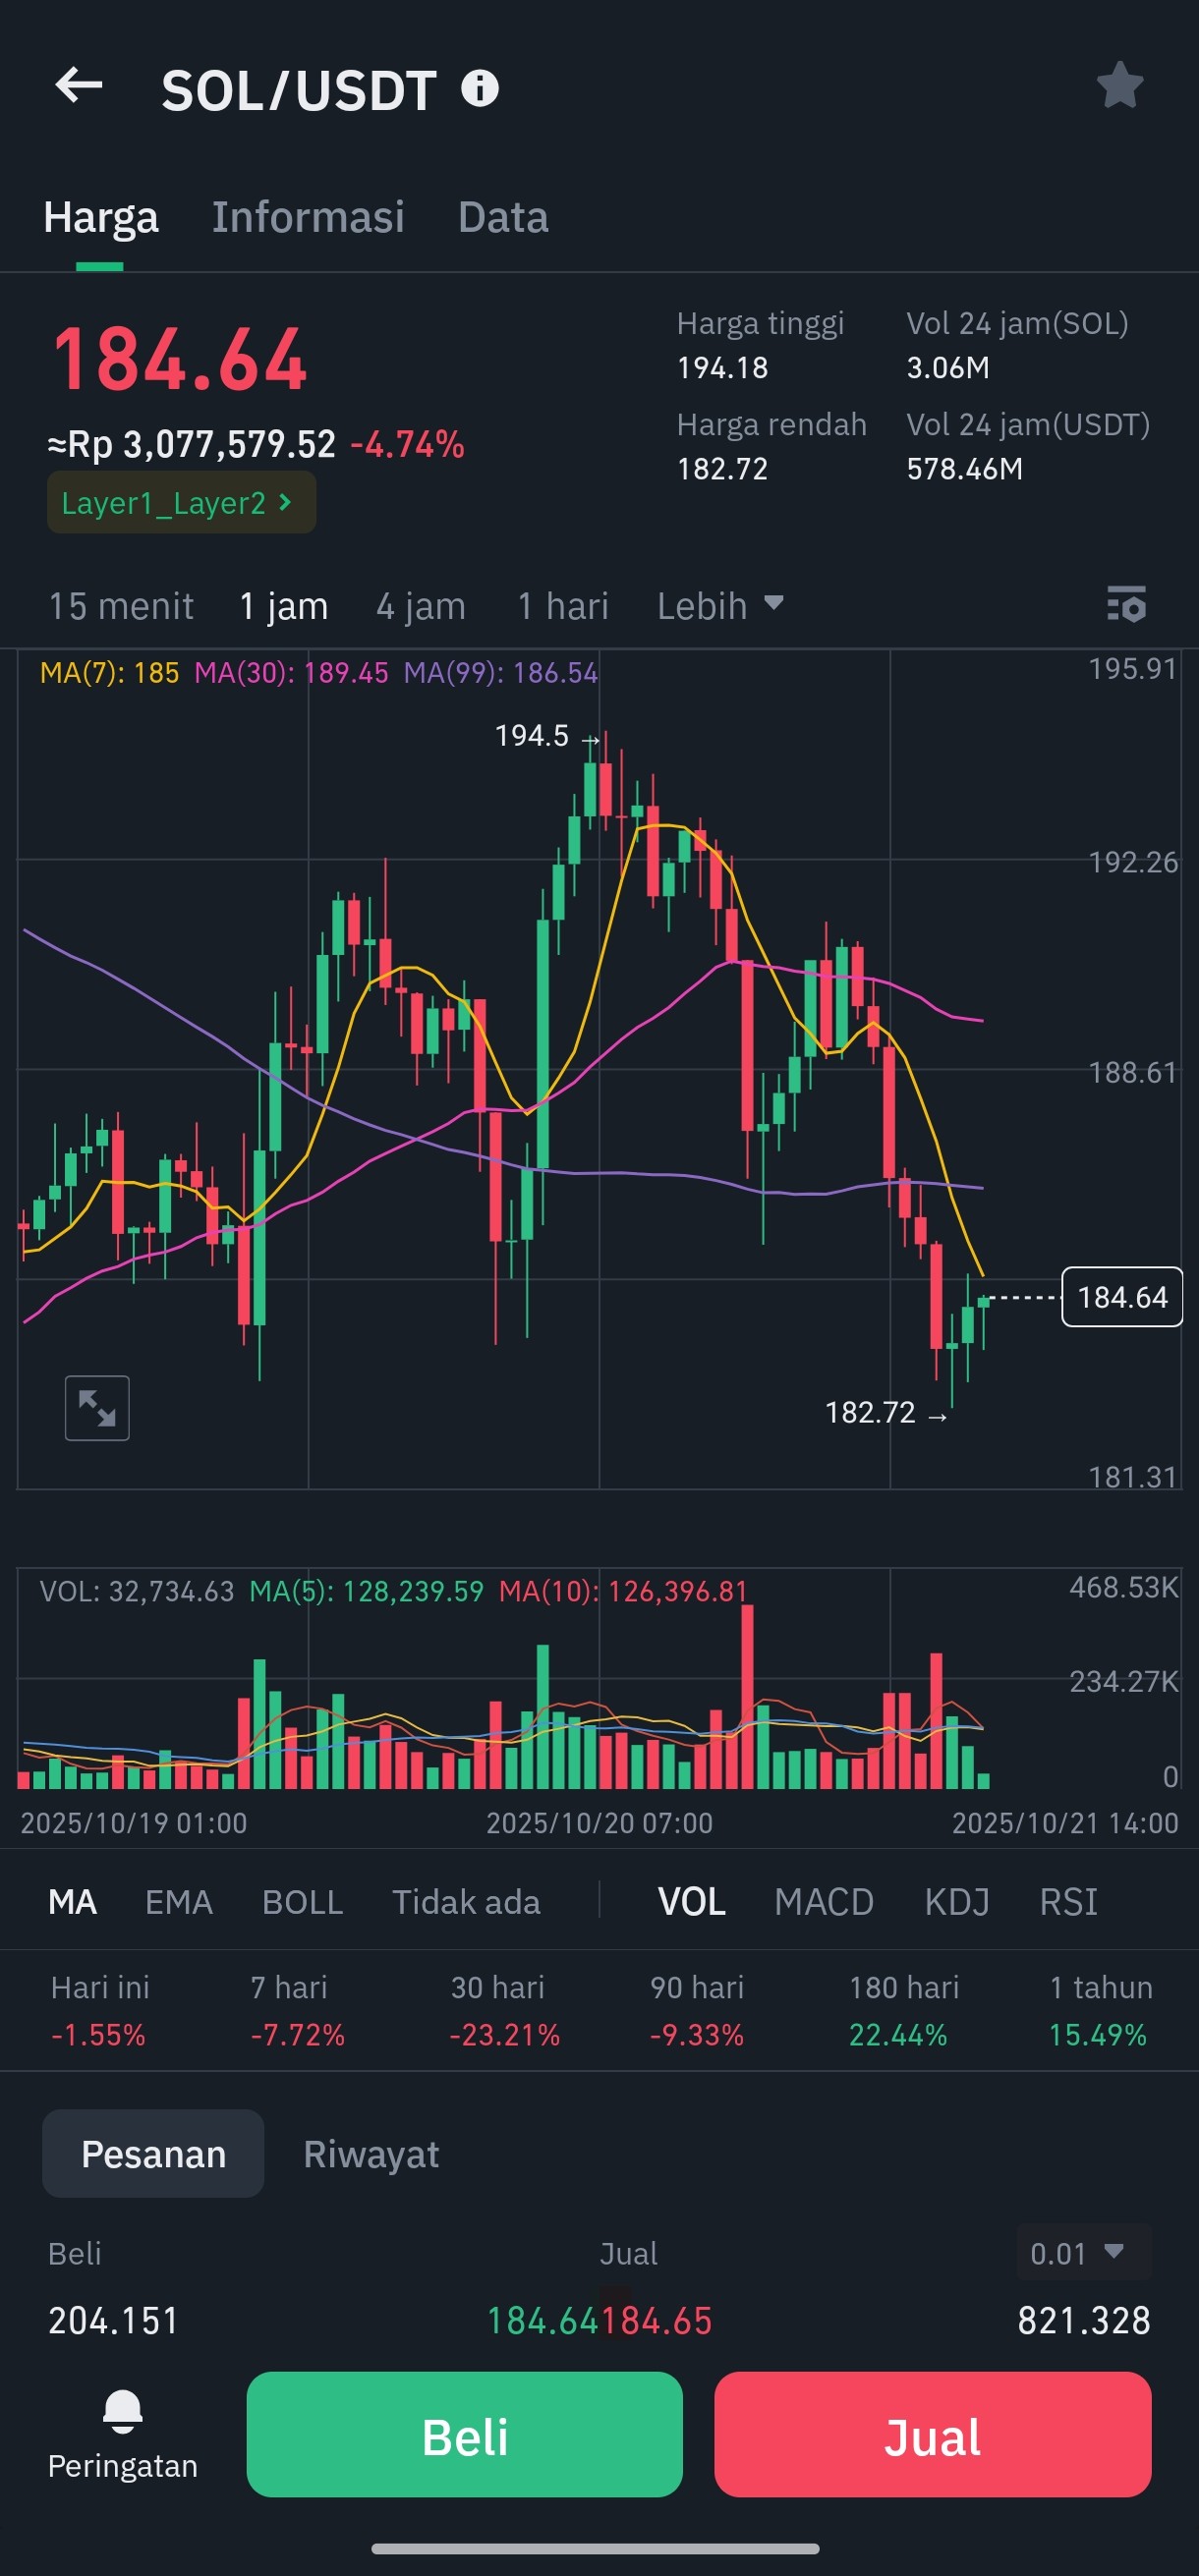 SOL/USDT
Harga Informasi Data
184.64
≈Rp 3,077,579.52 -4.74%
Layer1_Layer2 >
Harga tinggi Vol 24 jam(SOL)
194.18 3.06M
Harga rendah Vol 24 jam(USDT)
182.72 578.46M
15 menit 1 jam 4 jam 1 hari Lebih
MA(7): 185 MA(30): 189.45 MA(99): 186.54
195.91
194.5 →
192.26
188.61
184.64
182.72 →
181.31
VOL: 32,734.63 MA(5): 128,239.59 MA(10): 126,396.81
468.53K
234.27K
0
2025/10/19 01:00 2025/10/20 07:00 2025/10/21 14:00
MA EMA BOLL Tidak ada VOL MACD KDJ RSI
Hari ini 7 hari 30 hari 90 hari 180 hari 1 tahun
-1.55% -7.72% -23.21% -9.33% 22.44% 15.49%
Pesanan Riwayat
Beli Jual 0.01
204.151 184.64 184.65 821.328
Peringatan
Beli Jual